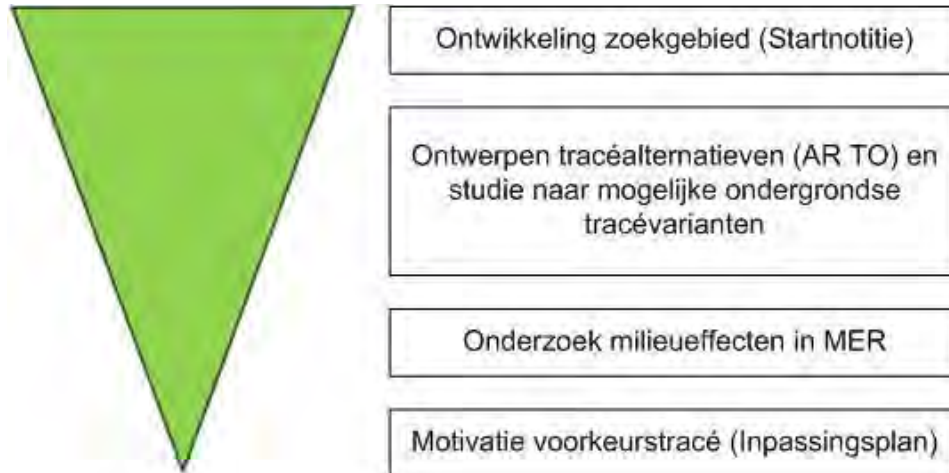 Ontwikkeling zoekgebied (Startnotitie)
Ontwerpen tracéalternatieven (AR TO) en
studie naar mogelijke ondergrondse
tracévarianten
Onderzoek milieueffecten in MER
Motivatie voorkeurstracé (Inpassingsplan)